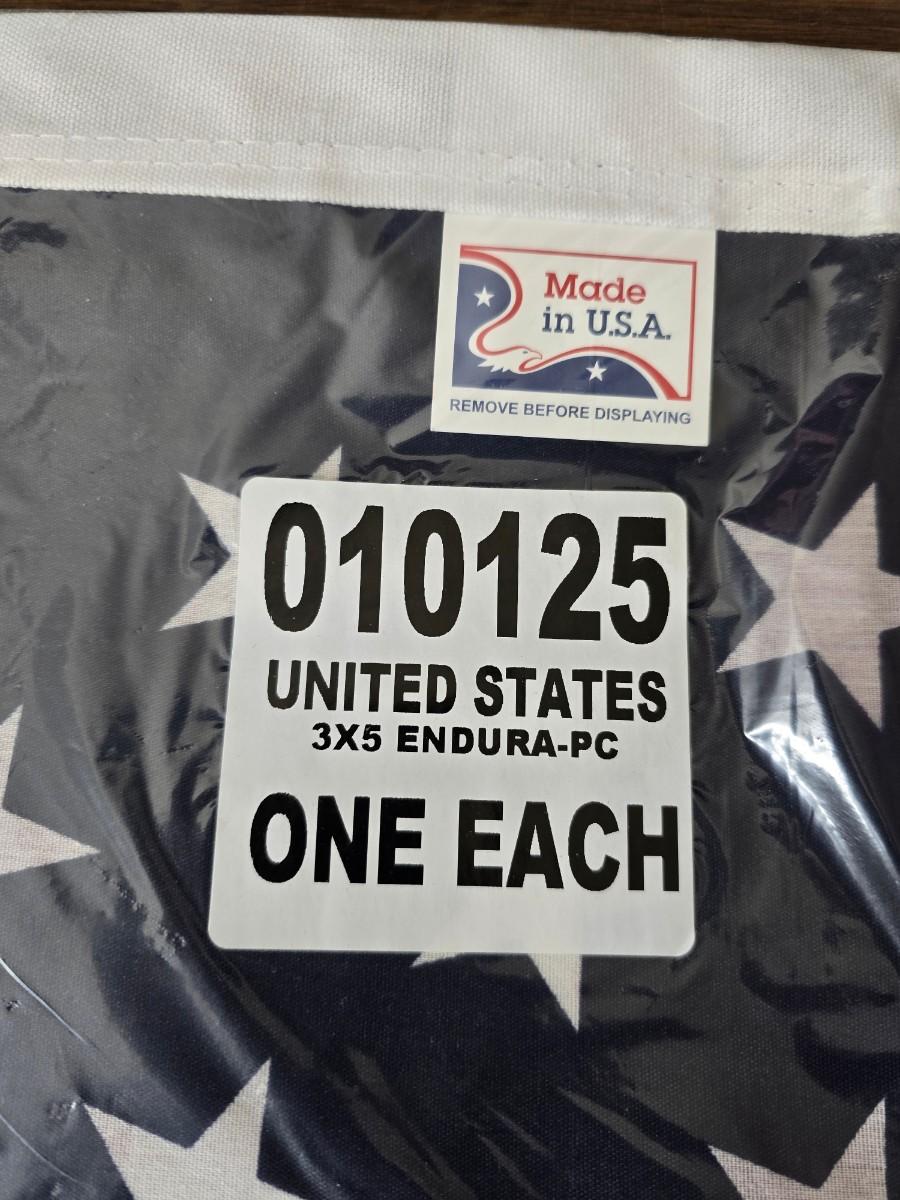 Made
in U.S.A.
REMOVE BEFORE DISPLAYING
010125
UNITED STATES
3X5 ENDURA-PC
ONE EACH